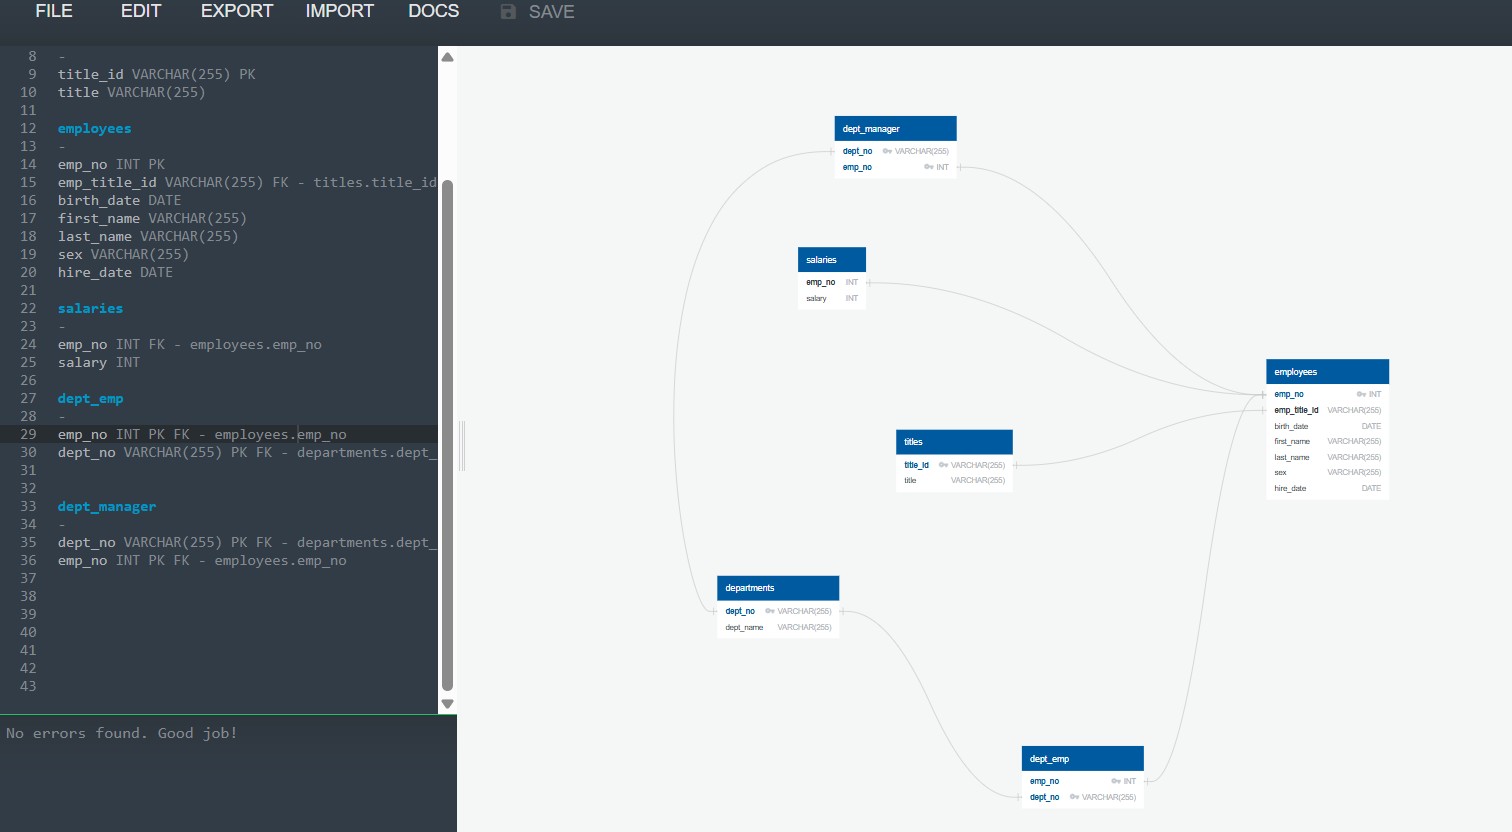 FILE EDIT EXPORT IMPORT DOCS SAVE
8 -
9 title_id VARCHAR(255) PK
10 title VARCHAR(255)
11
12 employees
13 -
14 emp_no INT PK
15 emp_title_id VARCHAR(255) FK - titles.title_id
16 birth_date DATE
17 first_name VARCHAR(255)
18 last_name VARCHAR(255)
19 sex VARCHAR(255)
20 hire_date DATE
21
22 salaries
23 -
24 emp_no INT FK - employees.emp_no
25 salary INT
26
27 dept_emp
28 -
29 emp_no INT PK FK - employees.emp_no
30 dept_no VARCHAR(255) PK FK - departments.dept_
31
32
33 dept_manager
34 -
35 dept_no VARCHAR(255) PK FK - departments.dept_
36 emp_no INT PK FK - employees.emp_no
37
38
39
40
41
42
43
No errors found. Good job!
dept_manager
dept_no VARCHAR(255)
emp_no INT
salaries
emp_no INT
salary INT
employees
emp_no INT
emp_title_id VARCHAR(255)
birth_date DATE
first_name VARCHAR(255)
last_name VARCHAR(255)
sex VARCHAR(255)
hire_date DATE
titles
title_id VARCHAR(255)
title VARCHAR(255)
departments
dept_no VARCHAR(255)
dept_name VARCHAR(255)
dept_emp
emp_no INT
dept_no VARCHAR(255)